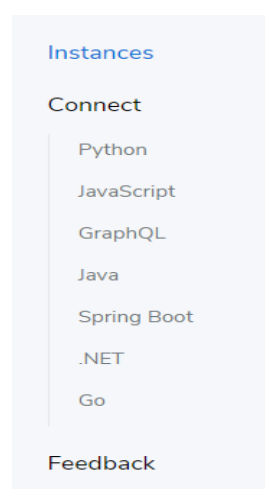 Instances
Connect
Python
JavaScript
GraphQL
Java
Spring Boot
.NET
Go
Feedback